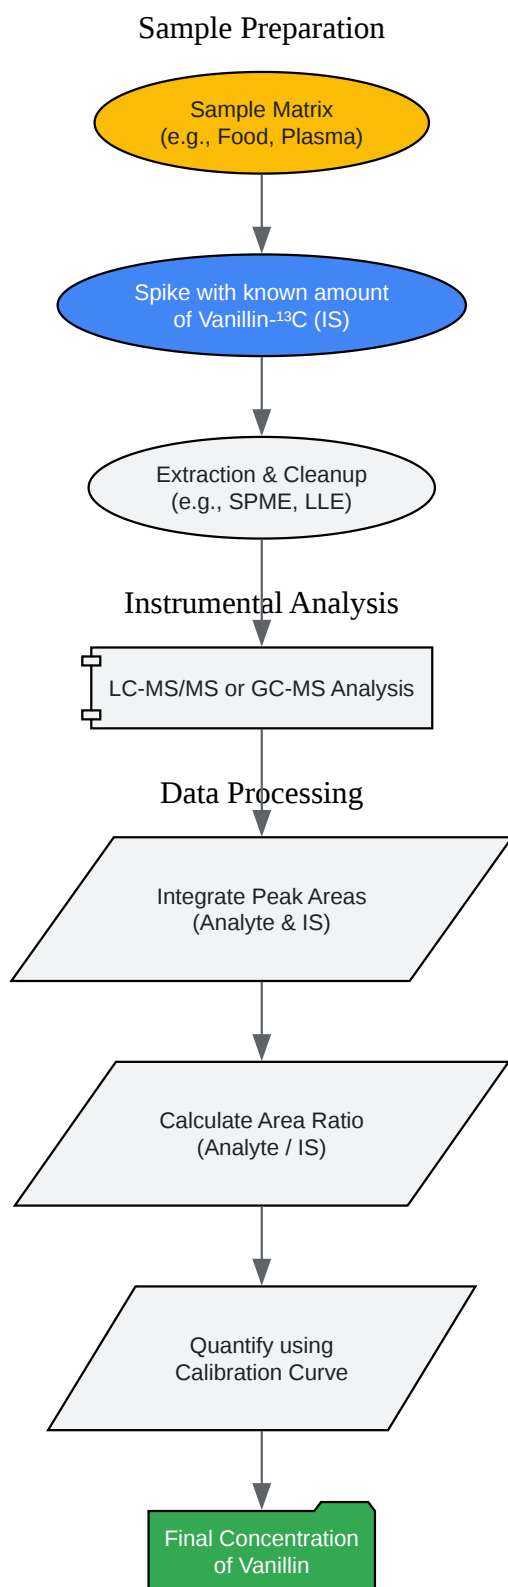 Sample Preparation
Sample Matrix
(e.g., Food, Plasma)
Spike with known amount
of Vanillin-¹³C (IS)
Extraction & Cleanup
(e.g., SPME, LLE)
Instrumental Analysis
LC-MS/MS or GC-MS Analysis
Data Processing
Integrate Peak Areas
(Analyte & IS)
Calculate Area Ratio
(Analyte / IS)
Quantify using
Calibration Curve
Final Concentration
of Vanillin